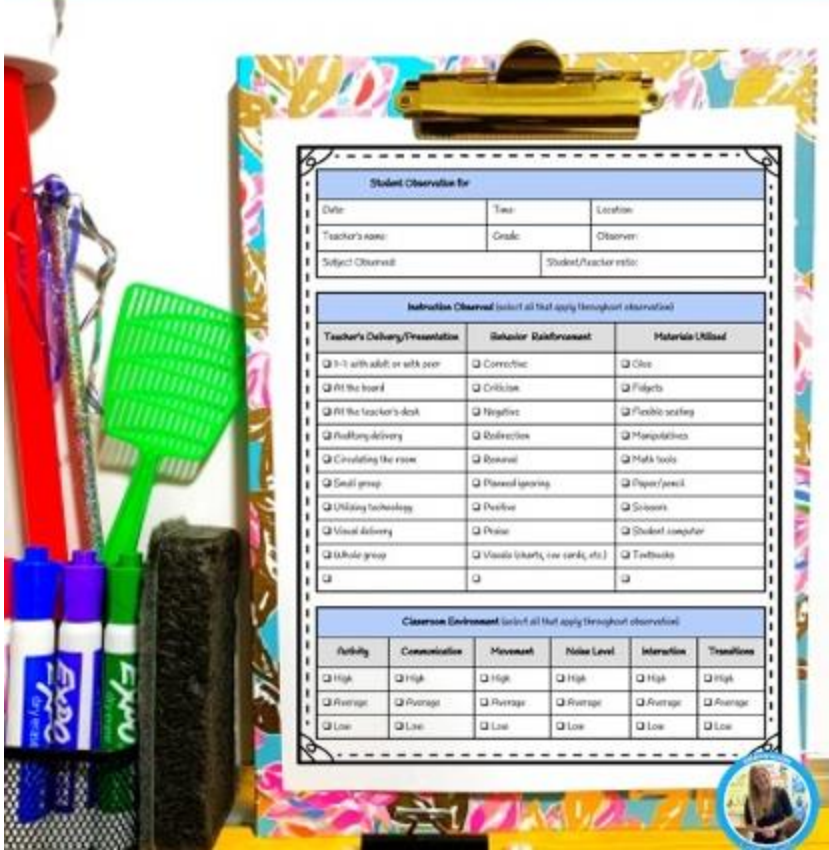 Student Observation for
Date: Time: Location:
Teacher's name: Grade: Observer:
Subject Observed: Student/teacher ratio:
Instruction Observed (select all that apply throughout observation)
Teacher's Delivery/Presentation Behavior Reinforcement Materials Utilized
1-1 with adult or with peer Corrective Glue
At the board Criticism Fidgets
At the teacher's desk Negative Flexible seating
Auditory delivery Redirection Manipulatives
Circulating the room Removal Math tools
Small group Planned ignoring Paper/pencil
Utilizing technology Positive Scissors
Visual delivery Praise Student computer
Whole group Visuals (charts, cue cards, etc.) Textbooks
Classroom Environment (select all that apply throughout observation)
Activity Communication Movement Noise Level Interaction Transitions
High High High High High High
Average Average Average Average Average Average
Low Low Low Low Low Low
EXPO
EXPO
EXPO